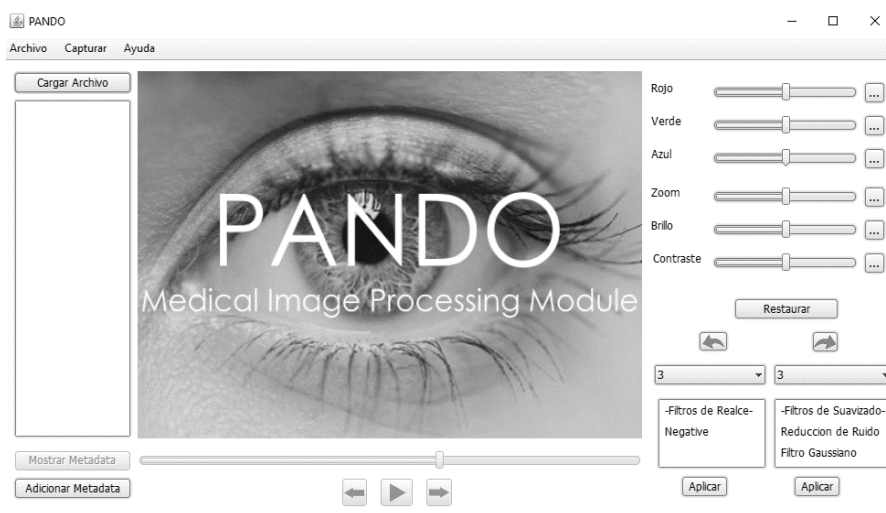 PANDO
Archivo Capturar Ayuda
Cargar Archivo
PANDO
Medical Image Processing Module
Mostrar Metadata
Adicionar Metadata
Rojo ...
Verde ...
Azul ...
Zoom ...
Brillo ...
Contraste ...
Restaurar
3 3
-Filtros de Realce-
Negative
-Filtros de Suavizado-
Reduccion de Ruido
Filtro Gaussiano
Aplicar Aplicar